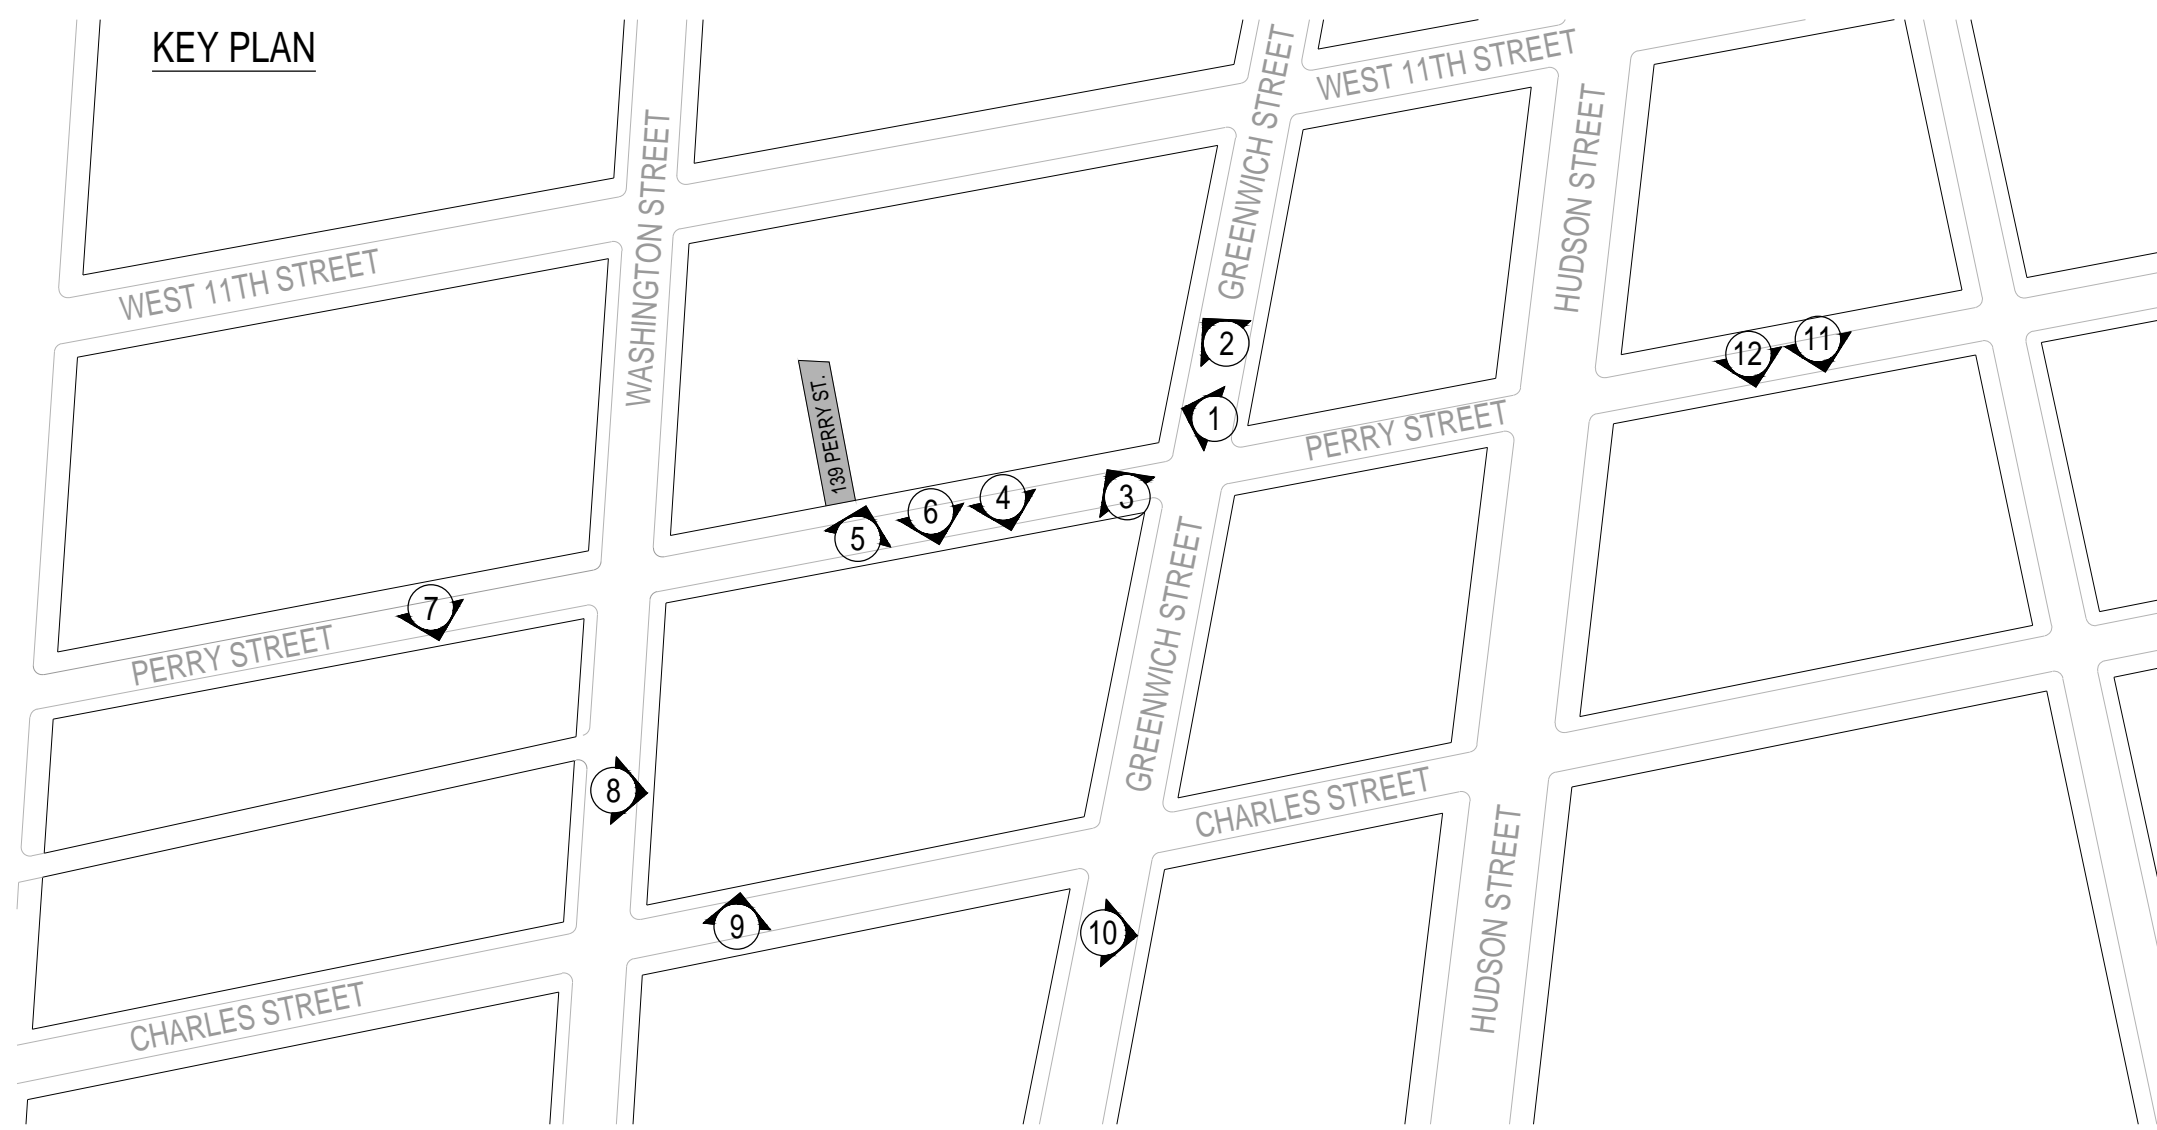 KEY PLAN
WEST 11TH STREET
GREENWICH STREET
HUDSON STREET
WASHINGTON STREET
WEST 11TH STREET
2
11
12
1
139 PERRY ST.
PERRY STREET
3
4
6
5
7
PERRY STREET
GREENWICH STREET
8
CHARLES STREET
HUDSON STREET
9
10
CHARLES STREET